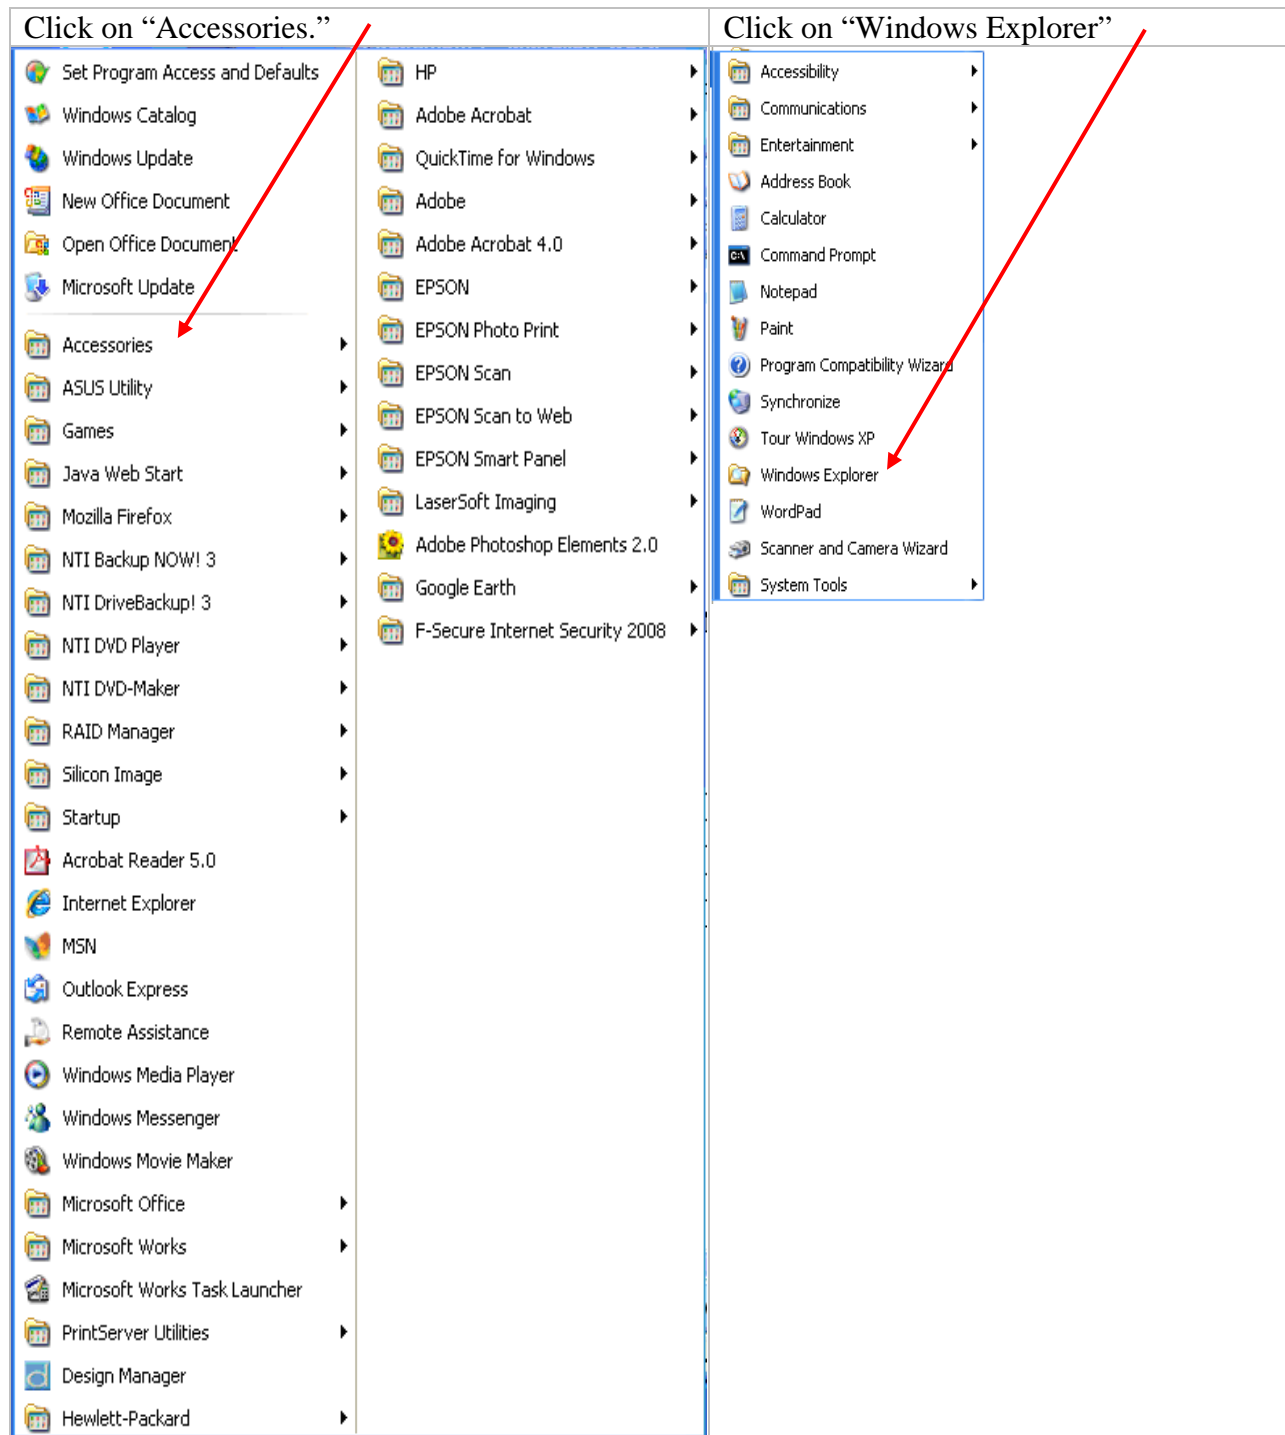 Click on “Accessories.”
Set Program Access and Defaults
Windows Catalog
Windows Update
New Office Document
Open Office Document
Microsoft Update
Accessories
ASUS Utility
Games
Java Web Start
Mozilla Firefox
NTI Backup NOW! 3
NTI DriveBackup! 3
NTI DVD Player
NTI DVD-Maker
RAID Manager
Silicon Image
Startup
Acrobat Reader 5.0
Internet Explorer
MSN
Outlook Express
Remote Assistance
Windows Media Player
Windows Messenger
Windows Movie Maker
Microsoft Office
Microsoft Works
Microsoft Works Task Launcher
PrintServer Utilities
Design Manager
Hewlett-Packard
HP
Adobe Acrobat
QuickTime for Windows
Adobe
Adobe Acrobat 4.0
EPSON
EPSON Photo Print
EPSON Scan
EPSON Scan to Web
EPSON Smart Panel
LaserSoft Imaging
Adobe Photoshop Elements 2.0
Google Earth
F-Secure Internet Security 2008
Click on “Windows Explorer”
Accessibility
Communications
Entertainment
Address Book
Calculator
Command Prompt
Notepad
Paint
Program Compatibility Wizard
Synchronize
Tour Windows XP
Windows Explorer
WordPad
Scanner and Camera Wizard
System Tools